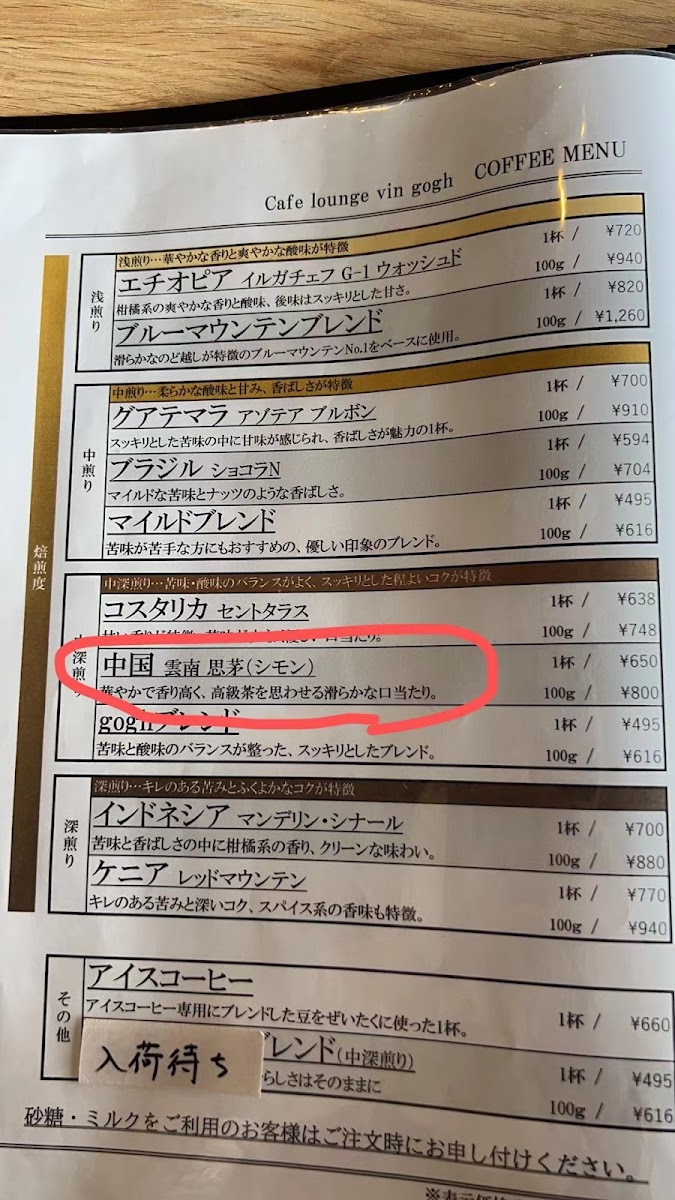 Cafe lounge vin gogh COFFEE MENU
焙煎度
浅煎り
浅煎り…華やかな香りと爽やかな酸味が特徴
エチオピア イルガチェフ G-1 ウォッシュド 1杯 / ¥720
柑橘系の爽やかな香りと酸味、後味はスッキリとした甘さ。 100g / ¥940
ブルーマウンテンブレンド 1杯 / ¥820
滑らかなのど越しが特徴のブルーマウンテンNo.1をベースに使用。 100g / ¥1,260
中煎り
中煎り…柔らかな酸味と甘み、香ばしさが特徴
グアテマラ アゾテア ブルボン 1杯 / ¥700
スッキリとした苦味の中に甘味が感じられ、香ばしさが魅力の1杯。 100g / ¥910
ブラジル ショコラN 1杯 / ¥594
マイルドな苦味とナッツのような香ばしさ。 100g / ¥704
マイルドブレンド 1杯 / ¥495
苦味が苦手な方にもおすすめの、優しい印象のブレンド。 100g / ¥616
中深煎り
中深煎り…苦味・酸味のバランスがよく、スッキリとした程よいコクが特徴
コスタリカ セントタラス 1杯 / ¥638
口当たり。 100g / ¥748
中国 雲南 思茅(シモン) 1杯 / ¥650
華やかで香り高く、高級茶を思わせる滑らかな口当たり。 100g / ¥800
goghブレンド 1杯 / ¥495
苦味と酸味のバランスが整った、スッキリとしたブレンド。 100g / ¥616
深煎り
深煎り…キレのある苦みとふくよかなコクが特徴
インドネシア マンデリン・シナール 1杯 / ¥700
苦味と香ばしさの中に柑橘系の香り、クリーンな味わい。 100g / ¥880
ケニア レッドマウンテン 1杯 / ¥770
キレのある苦みと深いコク、スパイス系の香味も特徴。 100g / ¥940
その他
アイスコーヒー
アイスコーヒー専用にブレンドした豆をぜいたくに使った1杯。 1杯 / ¥660
入荷待ち
ブレンド(中深煎り) 1杯 / ¥495
らしさはそのままに 100g / ¥616
砂糖・ミルクをご利用のお客様はご注文時にお申し付けください。